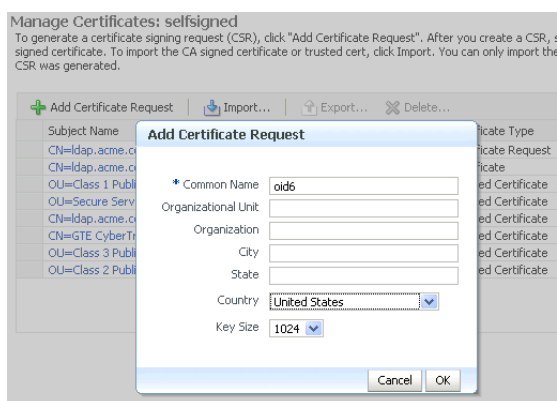 Manage Certificates: selfsigned
To generate a certificate signing request (CSR), click "Add Certificate Request". After you create a CSR, s
signed certificate. To import the CA signed certificate or trusted cert, click Import. You can only import the
CSR was generated.
Add Certificate Request Import... Export... Delete...
Subject Name ficate Type
CN=ldap.acme.co ficate Request
CN=ldap.acme.co ficate
OU=Class 1 Publi ed Certificate
OU=Secure Serv ed Certificate
CN=ldap.acme.co ed Certificate
CN=GTE CyberTr ed Certificate
OU=Class 3 Publi ed Certificate
OU=Class 2 Publi ed Certificate
Add Certificate Request
* Common Name oid6
Organizational Unit
Organization
City
State
Country United States
Key Size 1024
Cancel OK